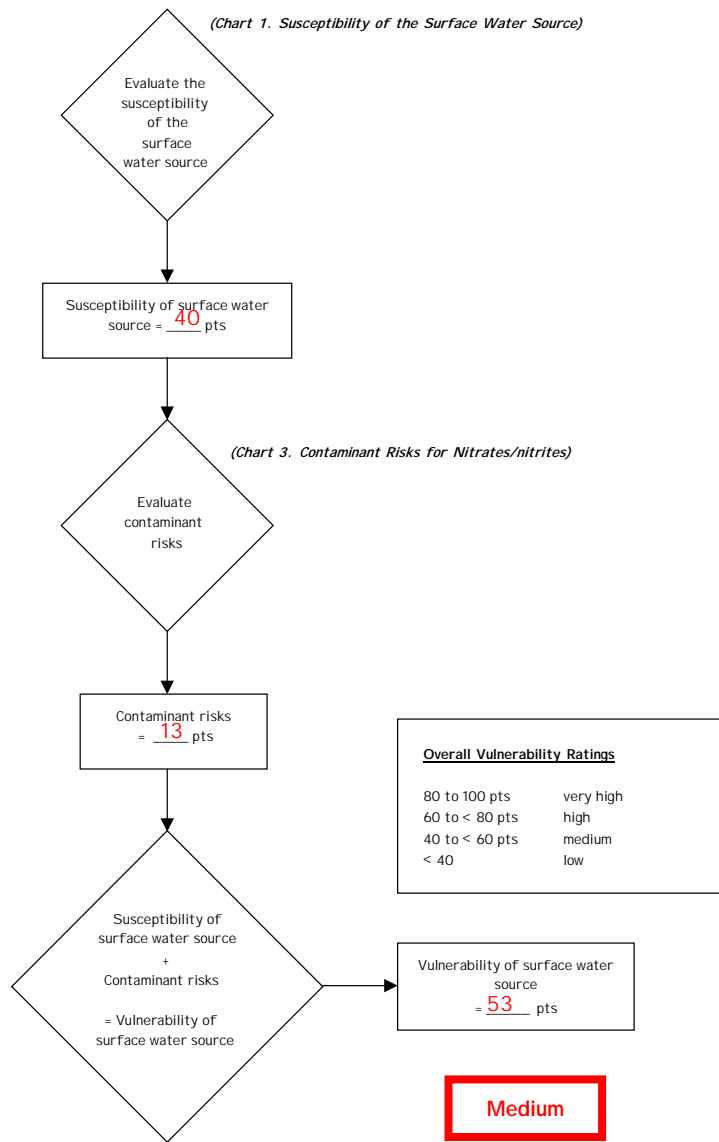 (Chart 1. Susceptibility of the Surface Water Source)
Evaluate the
susceptibility
of the
surface
water source
Susceptibility of surface water
source = 40 pts
(Chart 3. Contaminant Risks for Nitrates/nitrites)
Evaluate
contaminant
risks
Contaminant risks
= 13 pts
Overall Vulnerability Ratings
80 to 100 pts very high
60 to < 80 pts high
40 to < 60 pts medium
< 40 low
Susceptibility of
surface water source
+
Contaminant risks
= Vulnerability of
surface water source
Vulnerability of surface water
source
= 53 pts
Medium